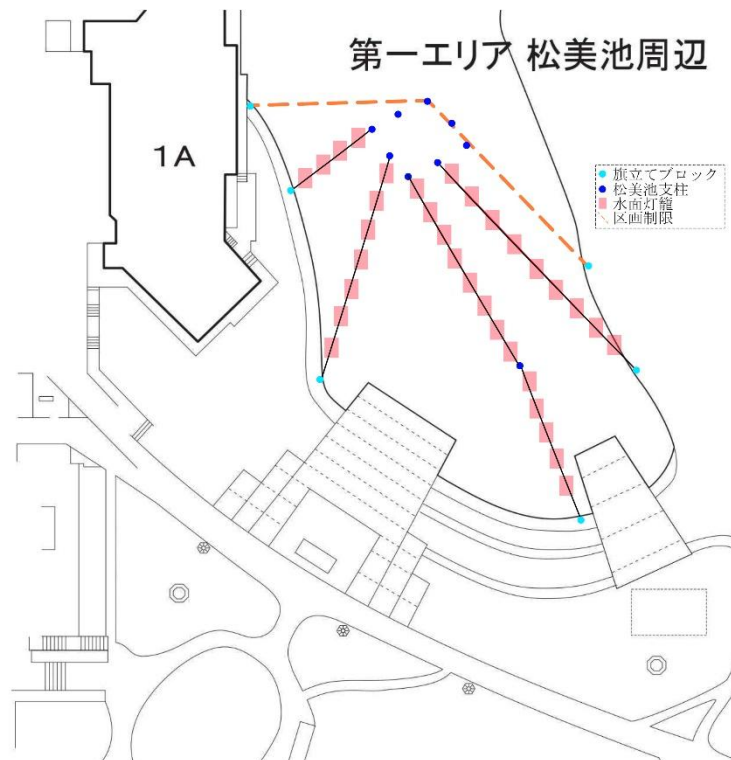 第一エリア 松美池周辺
1A
旗立てブロック
松美池支柱
水面灯籠
区画制限